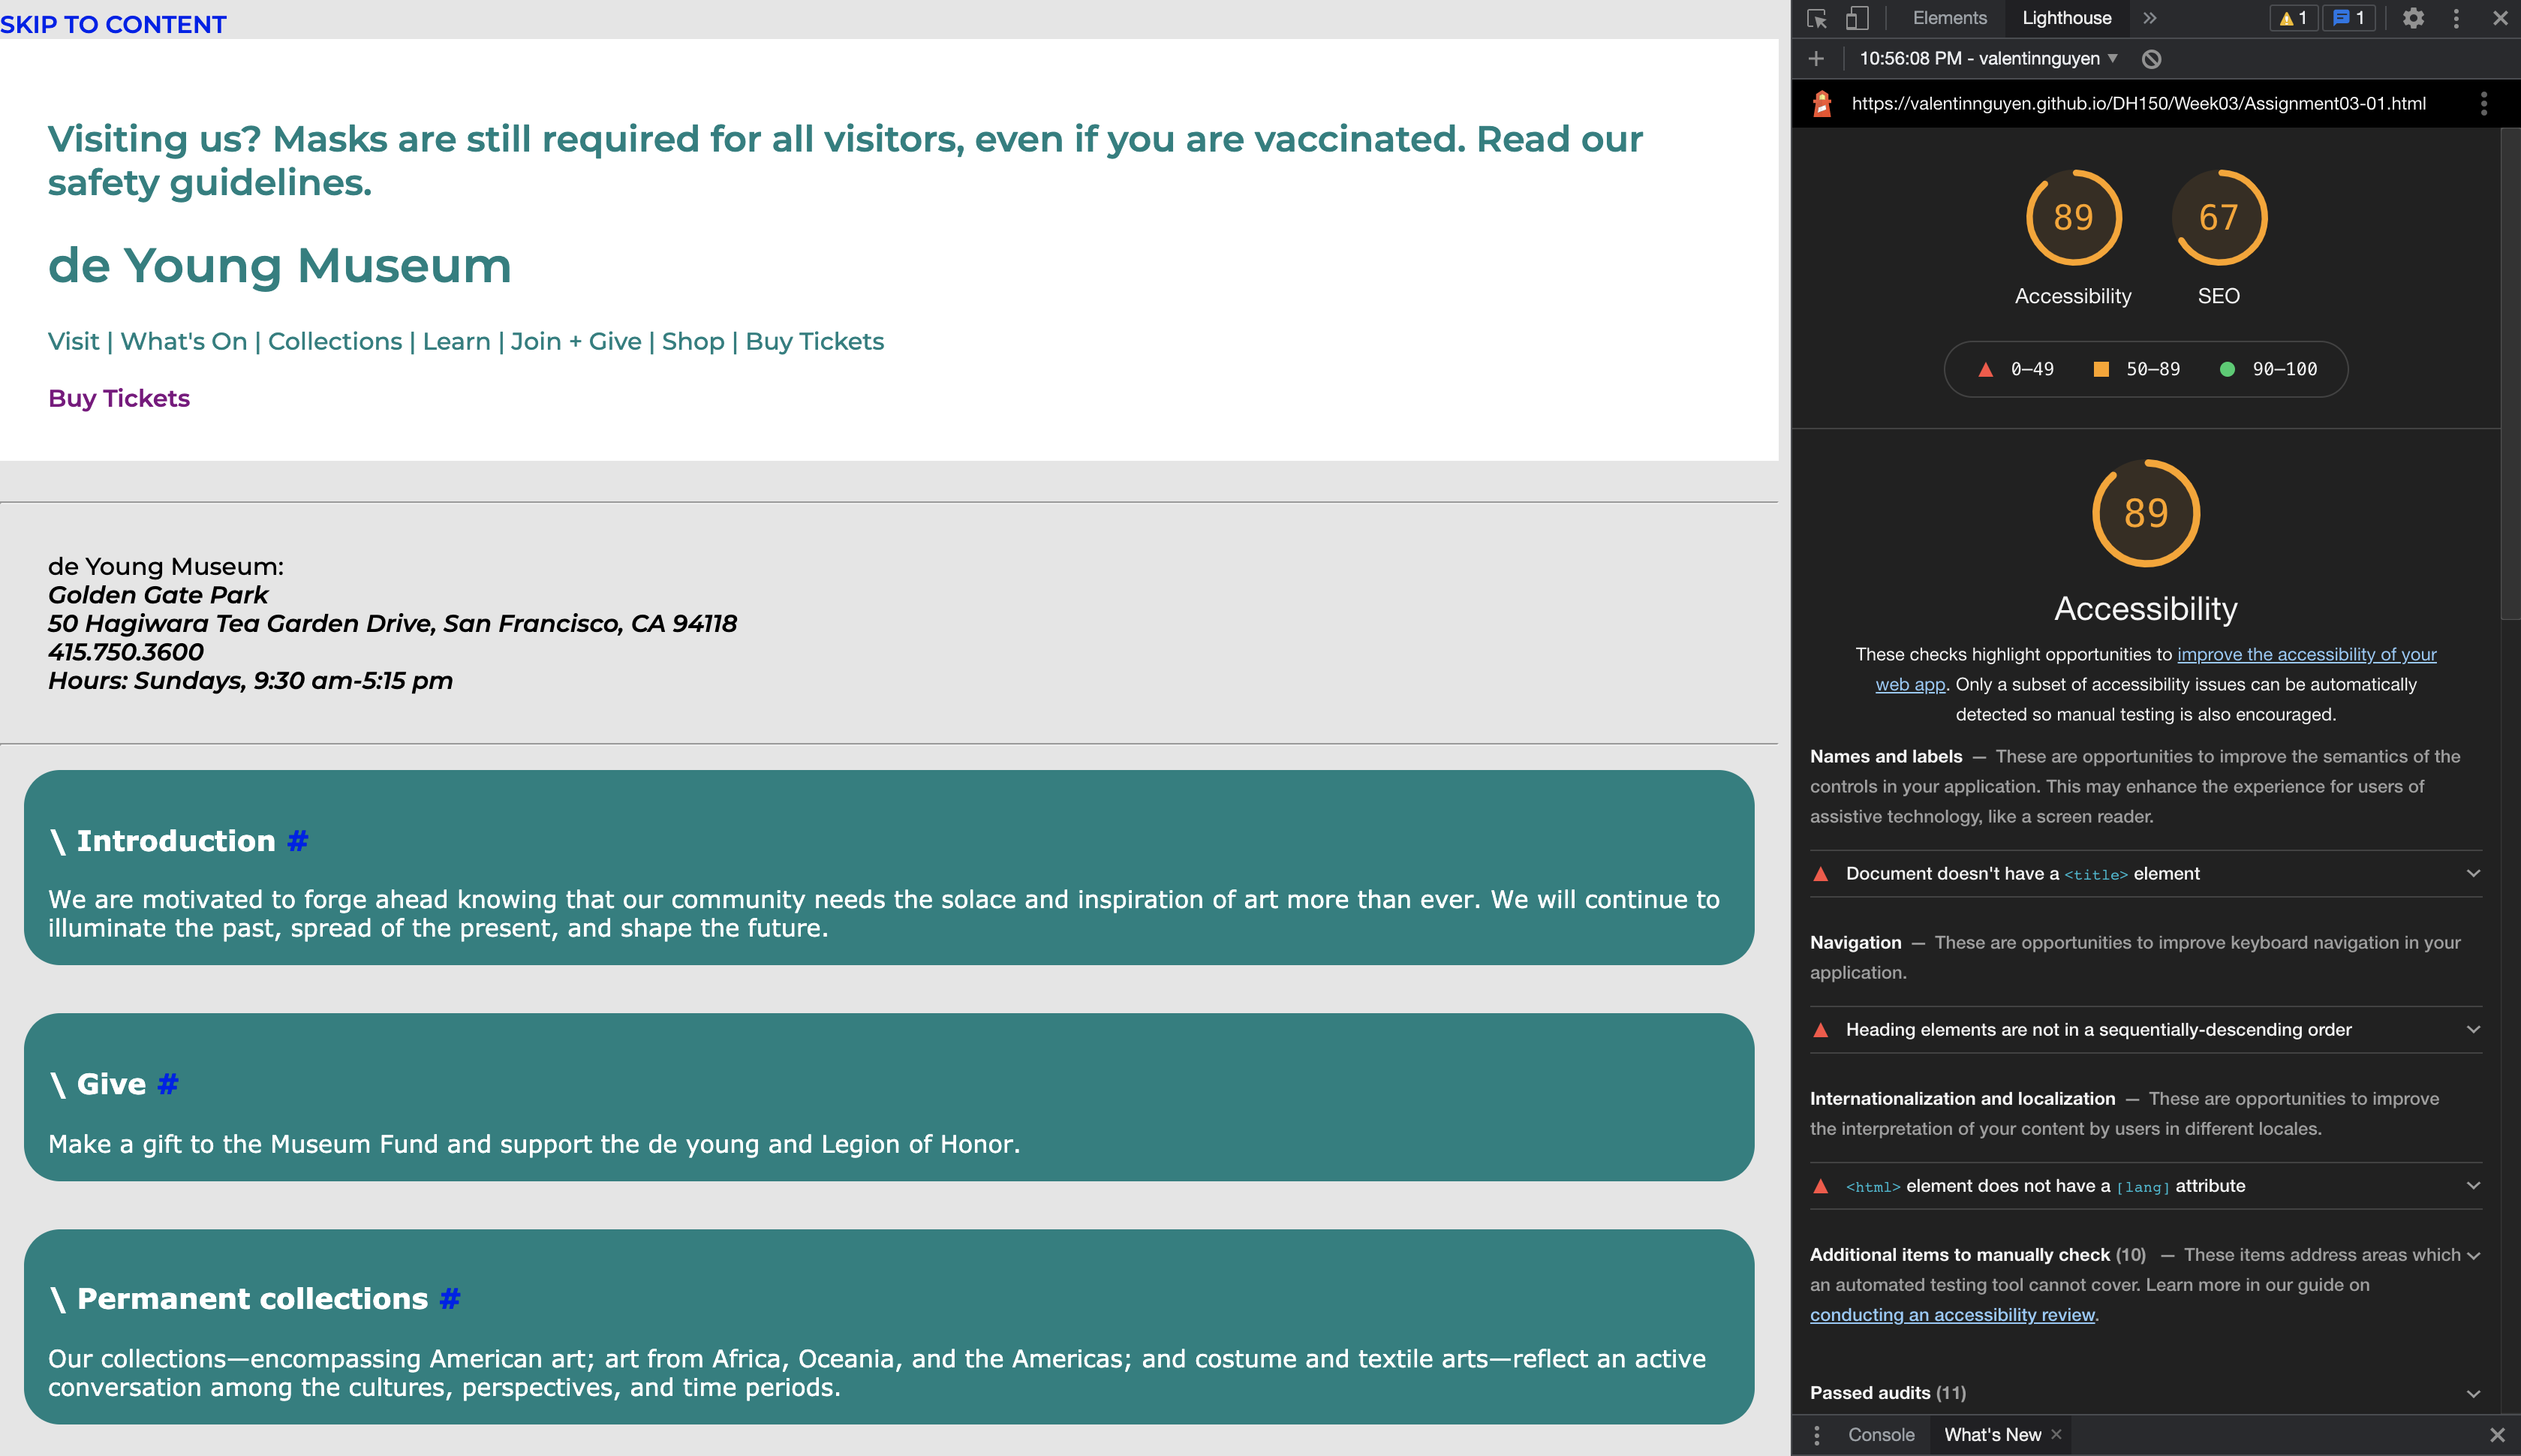 SKIP TO CONTENT
Visiting us? Masks are still required for all visitors, even if you are vaccinated. Read our
safety guidelines.
de Young Museum
Visit | What's On | Collections | Learn | Join + Give | Shop | Buy Tickets
Buy Tickets
de Young Museum:
Golden Gate Park
50 Hagiwara Tea Garden Drive, San Francisco, CA 94118
415.750.3600
Hours: Sundays, 9:30 am-5:15 pm
\ Introduction #
We are motivated to forge ahead knowing that our community needs the solace and inspiration of art more than ever. We will continue to
illuminate the past, spread of the present, and shape the future.
\ Give #
Make a gift to the Museum Fund and support the de young and Legion of Honor.
\ Permanent collections #
Our collections—encompassing American art; art from Africa, Oceania, and the Americas; and costume and textile arts—reflect an active
conversation among the cultures, perspectives, and time periods.
Elements Lighthouse » 1 1
10:56:08 PM - valentinnguyen
https://valentinnguyen.github.io/DH150/Week03/Assignment03-01.html
89 67
Accessibility SEO
0–49 50–89 90–100
89
Accessibility
These checks highlight opportunities to improve the accessibility of your
web app. Only a subset of accessibility issues can be automatically
detected so manual testing is also encouraged.
Names and labels — These are opportunities to improve the semantics of the
controls in your application. This may enhance the experience for users of
assistive technology, like a screen reader.
Document doesn't have a <title> element
Navigation — These are opportunities to improve keyboard navigation in your
application.
Heading elements are not in a sequentially-descending order
Internationalization and localization — These are opportunities to improve
the interpretation of your content by users in different locales.
<html> element does not have a [lang] attribute
Additional items to manually check (10) — These items address areas which
an automated testing tool cannot cover. Learn more in our guide on
conducting an accessibility review.
Passed audits (11)
Console What's New